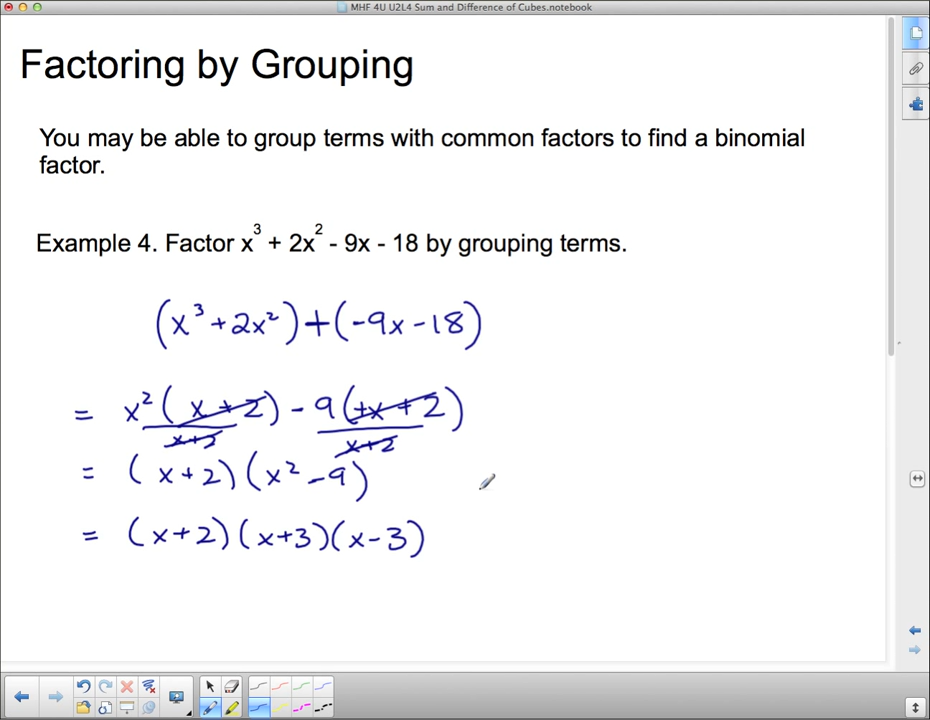 MHF 4U U2L4 Sum and Difference of Cubes.notebook
Factoring by Grouping
You may be able to group terms with common factors to find a binomial
factor.
Example 4. Factor x³ + 2x² - 9x - 18 by grouping terms.
(x³+2x²)+(-9x-18)
= x²(x+2) - 9(+x+2)
x+2 x+2
= (x+2)(x²-9)
= (x+2)(x+3)(x-3)